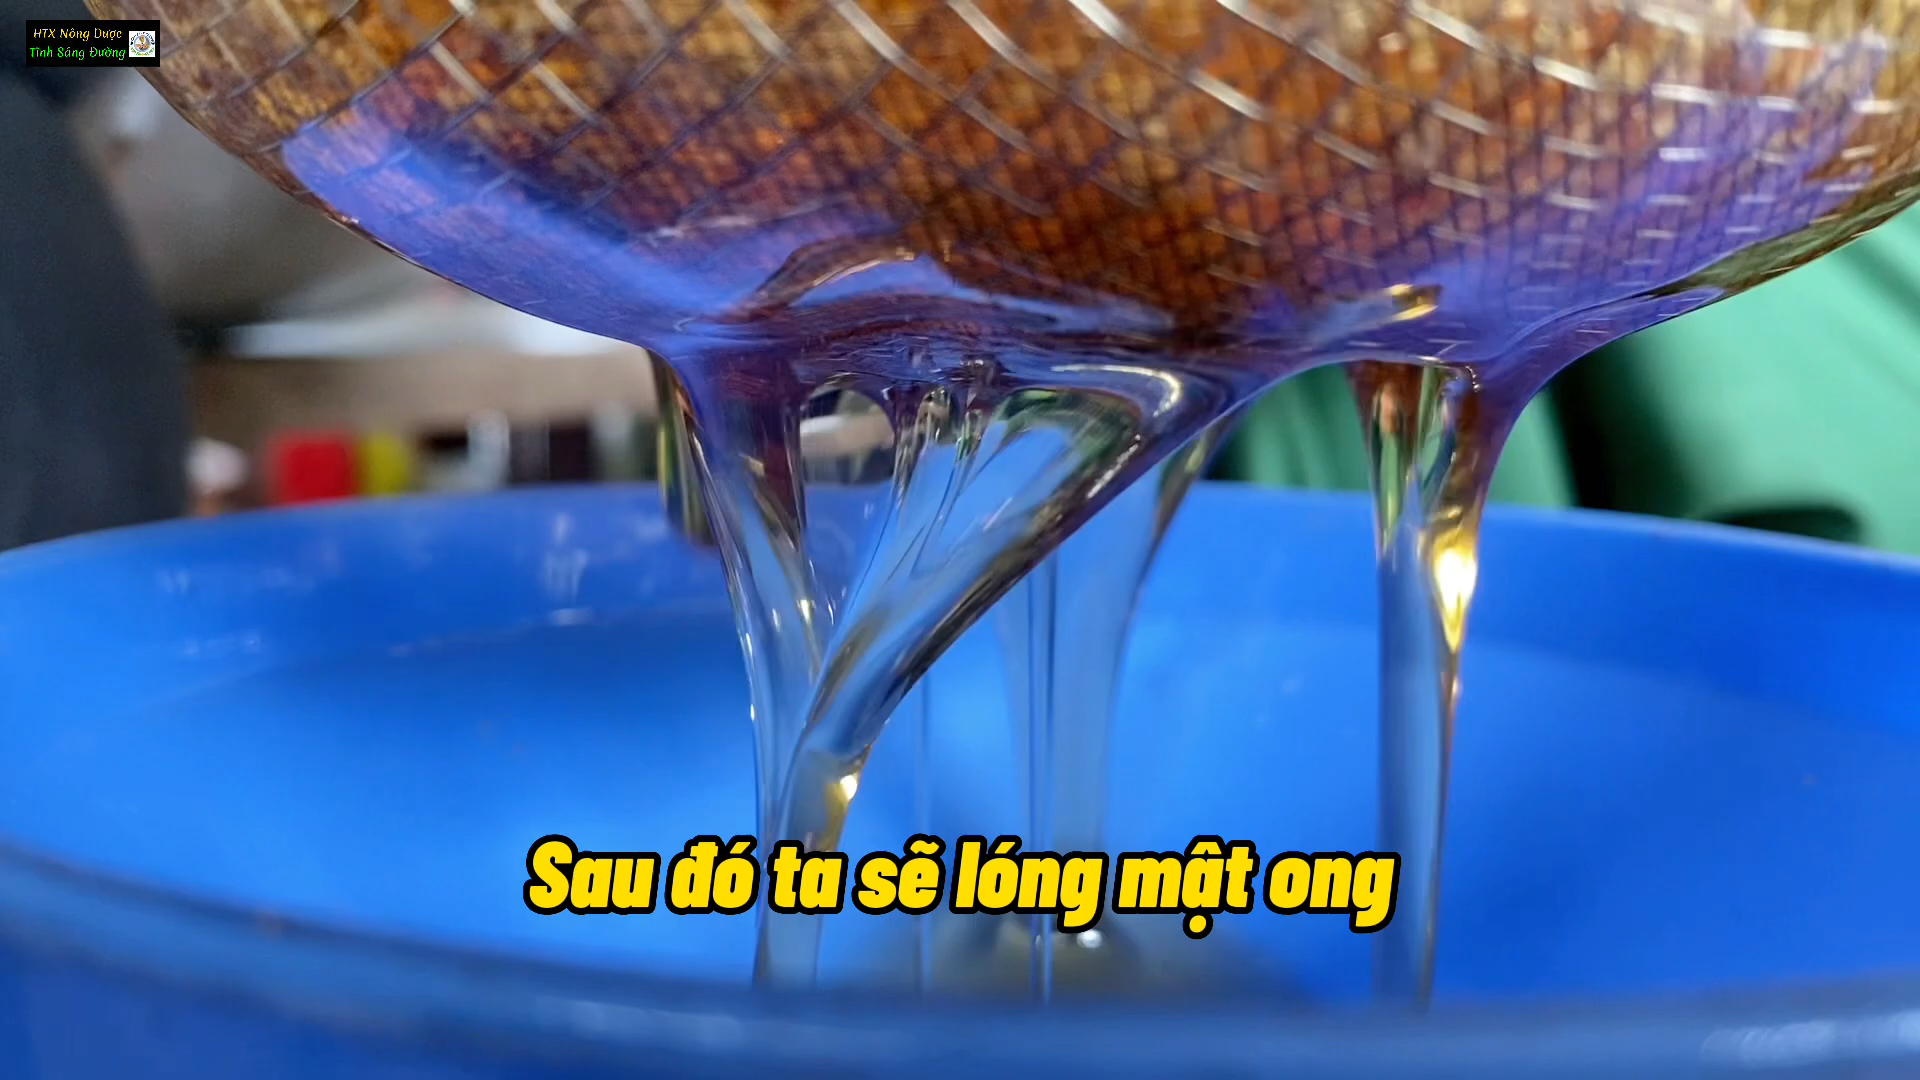 HTX Nông Dược
Tinh Sáng Đường
Sau đó ta sẽ lóng mật ong